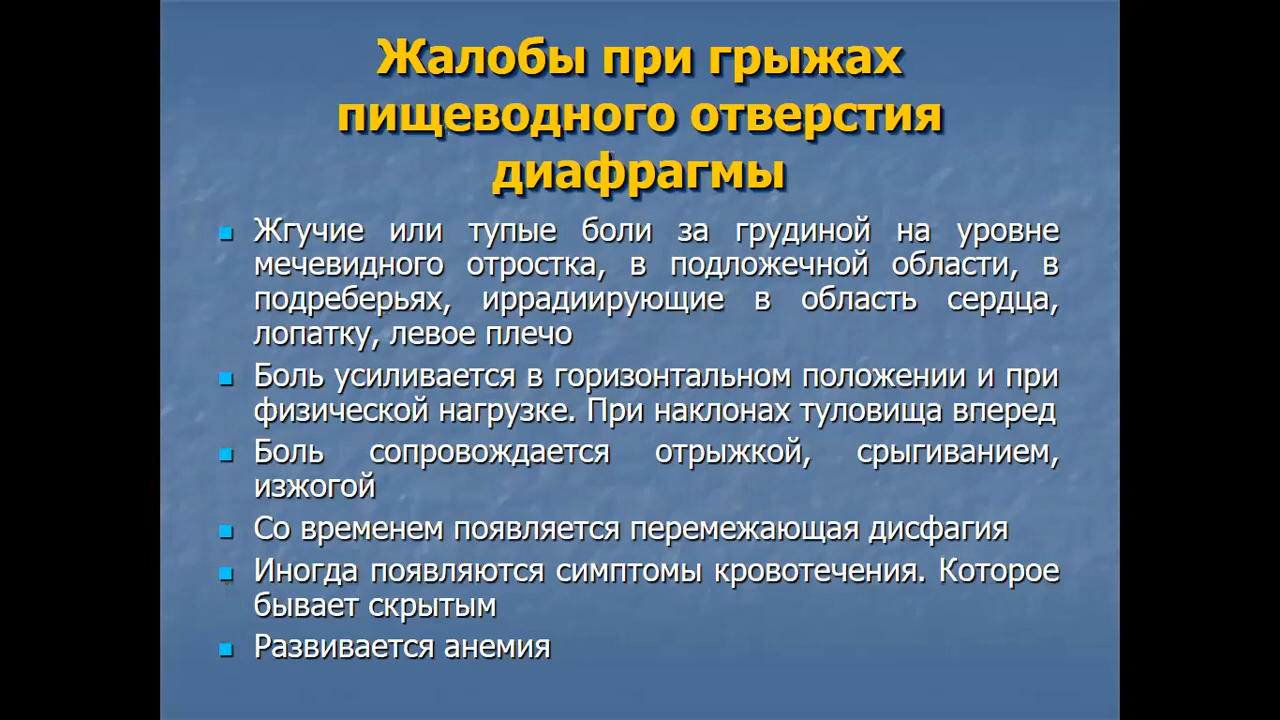 Жалобы при грыжах
пищеводного отверстия
диафрагмы
Жгучие или тупые боли за грудиной на уровне
мечевидного отростка, в подложечной области, в
подреберьях, иррадиирующие в область сердца,
лопатку, левое плечо
Боль усиливается в горизонтальном положении и при
физической нагрузке. При наклонах туловища вперед
Боль сопровождается отрыжкой, срыгиванием,
изжогой
Со временем появляется перемежающая дисфагия
Иногда появляются симптомы кровотечения. Которое
бывает скрытым
Развивается анемия